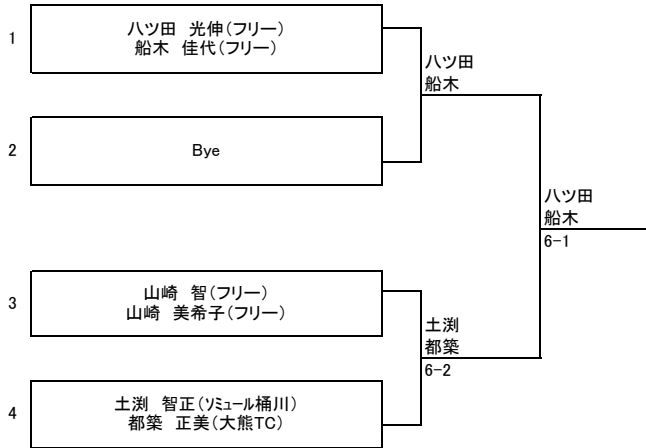 1
八ツ田　光伸(フリー)
船木　佳代(フリー)
八ツ田
船木
2
Bye
八ツ田
船木
6-1
3
山崎　智(フリー)
山崎　美希子(フリー)
土渕
都築
6-2
4
土渕　智正(ソミュール桶川)
都築　正美(大熊TC)